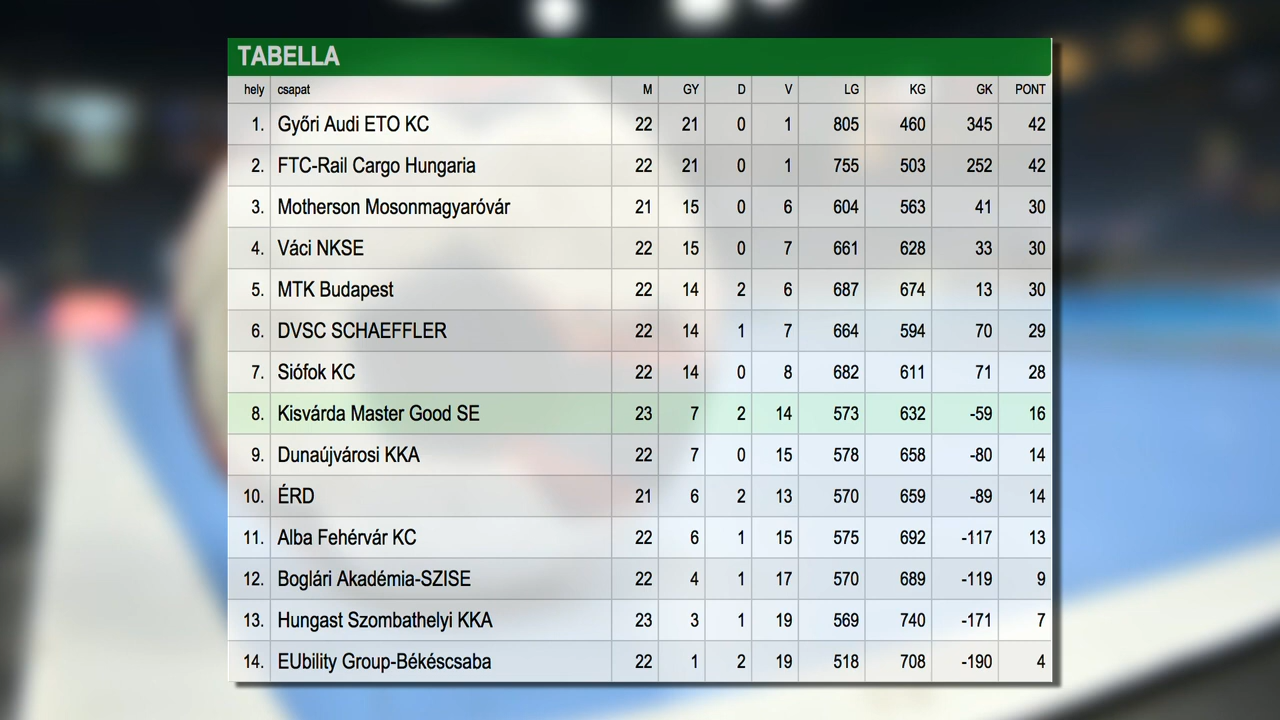 TABELLA
hely csapat M GY D V LG KG GK PONT
1. Győri Audi ETO KC 22 21 0 1 805 460 345 42
2. FTC-Rail Cargo Hungaria 22 21 0 1 755 503 252 42
3. Motherson Mosonmagyaróvár 21 15 0 6 604 563 41 30
4. Váci NKSE 22 15 0 7 661 628 33 30
5. MTK Budapest 22 14 2 6 687 674 13 30
6. DVSC SCHAEFFLER 22 14 1 7 664 594 70 29
7. Siófok KC 22 14 0 8 682 611 71 28
8. Kisvárda Master Good SE 23 7 2 14 573 632 -59 16
9. Dunaújvárosi KKA 22 7 0 15 578 658 -80 14
10. ÉRD 21 6 2 13 570 659 -89 14
11. Alba Fehérvár KC 22 6 1 15 575 692 -117 13
12. Boglári Akadémia-SZISE 22 4 1 17 570 689 -119 9
13. Hungast Szombathelyi KKA 23 3 1 19 569 740 -171 7
14. EUbility Group-Békéscsaba 22 1 2 19 518 708 -190 4